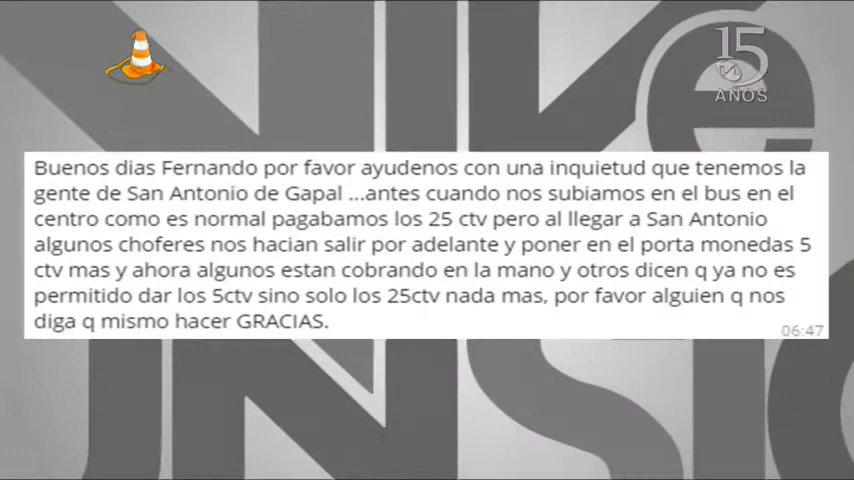 15
AÑOS
Buenos dias Fernando por favor ayudenos con una inquietud que tenemos la
gente de San Antonio de Gapal ...antes cuando nos subiamos en el bus en el
centro como es normal pagabamos los 25 ctv pero al llegar a San Antonio
algunos choferes nos hacian salir por adelante y poner en el porta monedas 5
ctv mas y ahora algunos estan cobrando en la mano y otros dicen q ya no es
permitido dar los 5ctv sino solo los 25ctv nada mas, por favor alguien q nos
diga q mismo hacer GRACIAS.
06:47